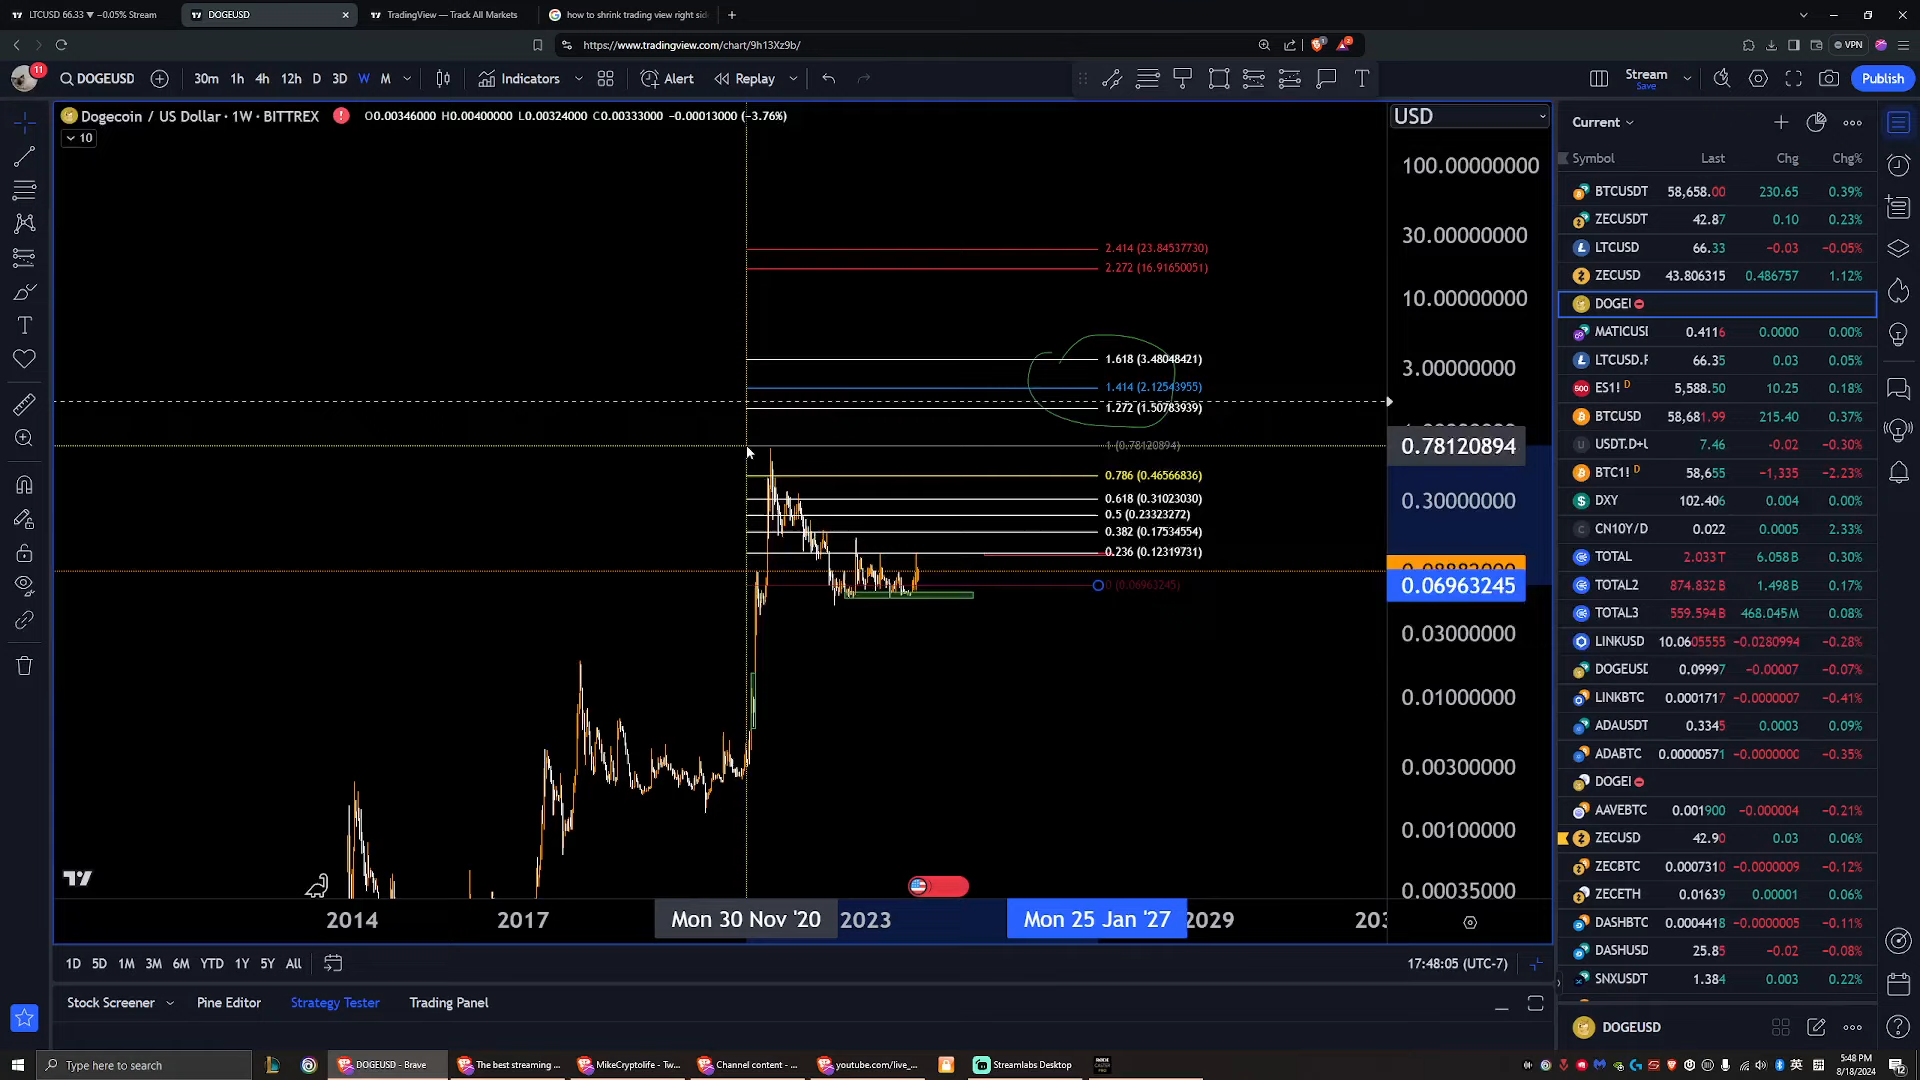 LTCUSD 66.33 ▼ −0.05% Stream
DOGEUSD
TradingView — Track All Markets
how to shrink trading view right sid
https://www.tradingview.com/chart/9h13Xz9b/
VPN
11
DOGEUSD
30m 1h 4h 12h D 3D W M
Indicators
Alert
Replay
Stream
Save
Publish
Dogecoin / US Dollar · 1W · BITTREX
O0.00346000 H0.00400000 L0.00324000 C0.00333000 −0.00013000 (−3.76%)
10
USD
100.00000000
30.00000000
10.00000000
3.00000000
0.78120894
0.30000000
0.06963245
0.03000000
0.01000000
0.00300000
0.00100000
0.00035000
2.414 (23.84537730)
2.272 (16.91650051)
1.618 (3.48048421)
1.414 (2.12543955)
1.272 (1.50783939)
1 (0.78120894)
0.786 (0.46566836)
0.618 (0.31023030)
0.5 (0.23323272)
0.382 (0.17534554)
0.236 (0.12319731)
0 (0.06963245)
2014 2017 Mon 30 Nov '20 2023 Mon 25 Jan '27 2029
1D 5D 1M 3M 6M YTD 1Y 5Y All
17:48:05 (UTC-7)
Stock Screener Pine Editor Strategy Tester Trading Panel
Current
Symbol Last Chg Chg%
BTCUSDT 58,658.00 230.65 0.39%
ZECUSDT 42.87 0.10 0.23%
LTCUSD 66.33 −0.03 −0.05%
ZECUSD 43.806315 0.486757 1.12%
DOGEI
MATICUSI 0.4116 0.0000 0.00%
LTCUSD.F 66.35 0.03 0.05%
ES1! D 5,588.50 10.25 0.18%
BTCUSD 58,681.99 215.40 0.37%
USDT.D+L 7.46 −0.02 −0.30%
BTC1! D 58,655 −1,335 −2.23%
DXY 102.406 0.004 0.00%
CN10Y/D 0.022 0.0005 2.33%
TOTAL 2.033 T 6.058 B 0.30%
TOTAL2 874.832 B 1.498 B 0.17%
TOTAL3 559.594 B 468.045 M 0.08%
LINKUSD 10.0605555 −0.0280994 −0.28%
DOGEUSD 0.09997 −0.00007 −0.07%
LINKBTC 0.0001717 −0.0000007 −0.41%
ADAUSDT 0.3345 0.0003 0.09%
ADABTC 0.00000571 −0.0000000 −0.35%
DOGEI
AAVEBTC 0.001900 −0.000004 −0.21%
ZECUSD 42.90 0.03 0.06%
ZECBTC 0.0007310 −0.0000009 −0.12%
ZECETH 0.01639 0.00001 0.06%
DASHBTC 0.0004418 −0.0000005 −0.11%
DASHUSD 25.85 −0.02 −0.08%
SNXUSDT 1.384 0.003 0.22%
DOGEUSD
Type here to search
DOGEUSD - Brave
The best streaming ...
MikeCryptolife - Tw...
Channel content - ...
youtube.com/live_...
Streamlabs Desktop
5:48 PM
8/18/2024